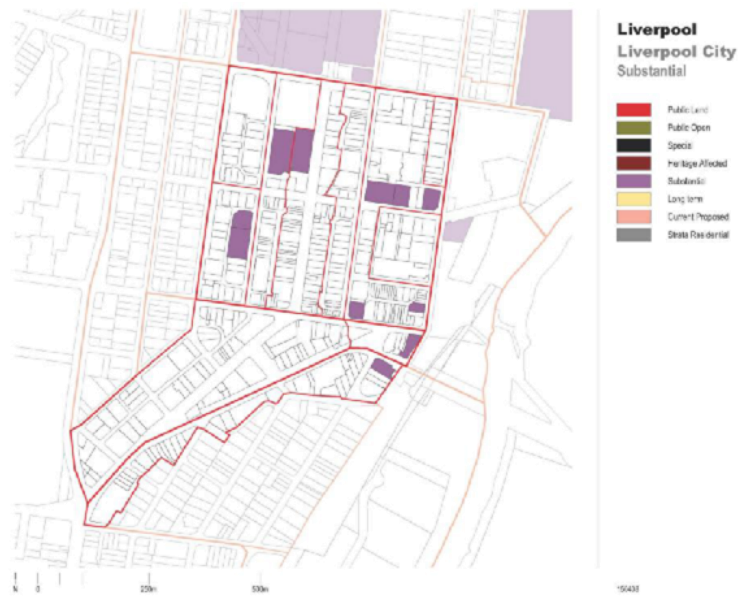 Liverpool
Liverpool City
Substantial
Public Land
Public Open
Special
Heritage Affected
Substantial
Long term
Current Proposed
Strata Residential
N 0 250m 500m